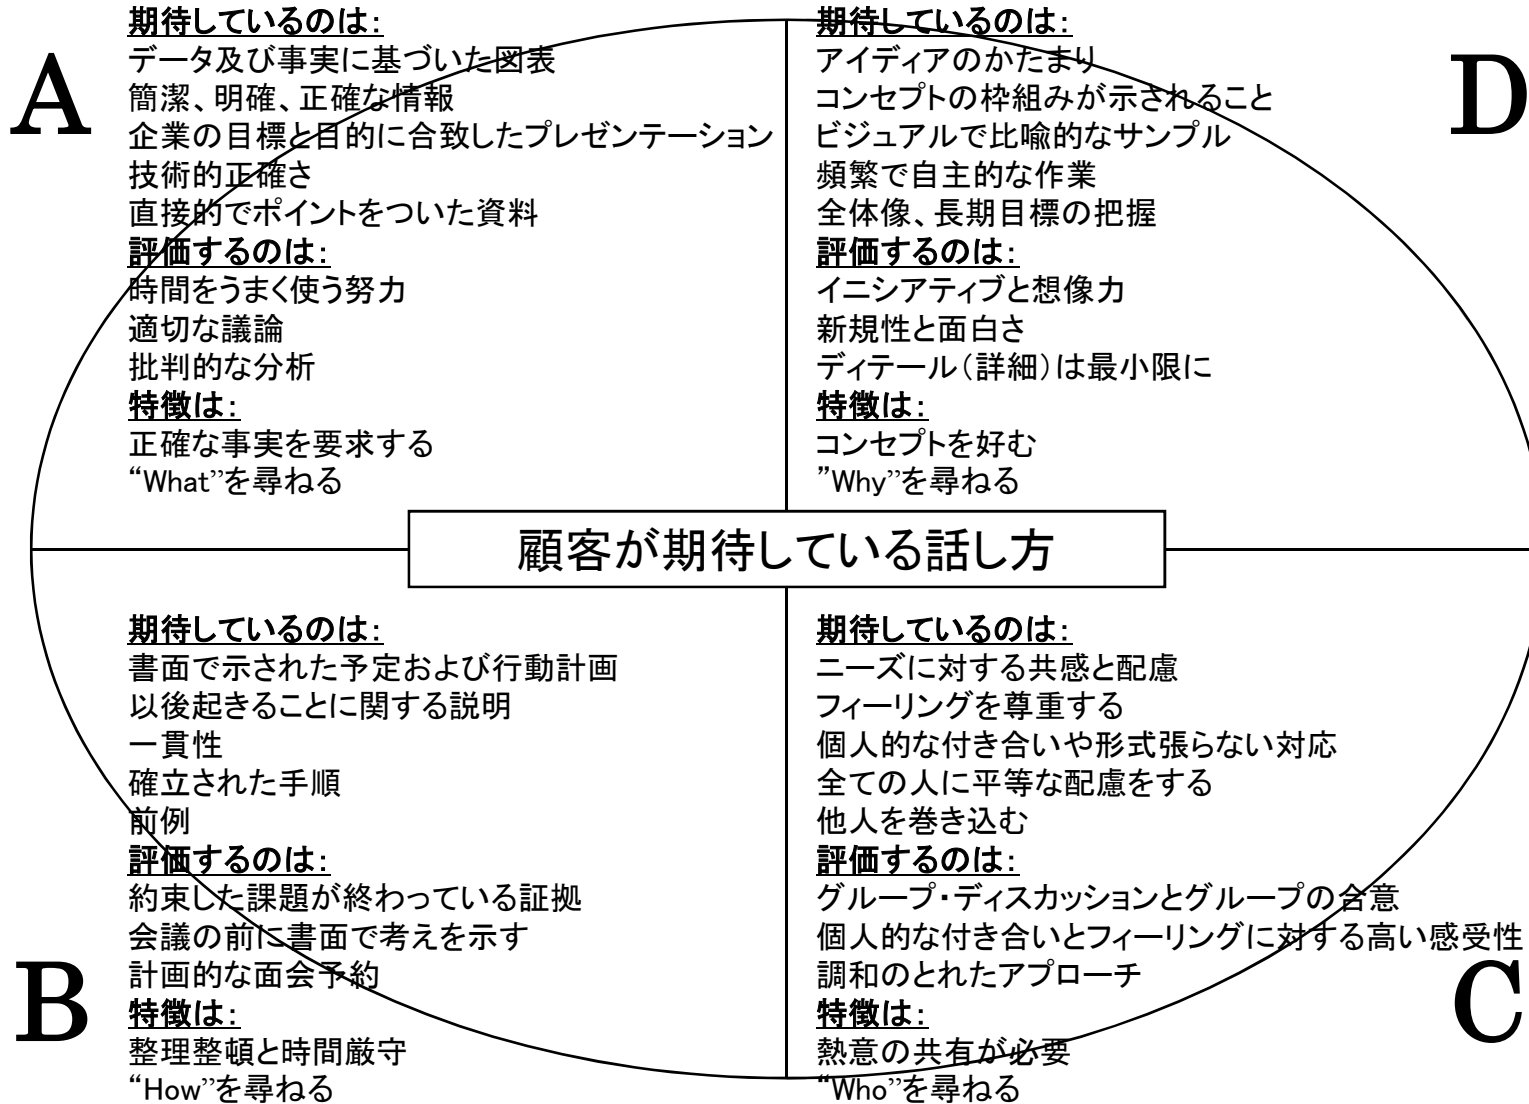 A
期待しているのは:
データ及び事実に基づいた図表
簡潔、明確、正確な情報
企業の目標と目的に合致したプレゼンテーション
技術的正確さ
直接的でポイントをついた資料
評価するのは:
時間をうまく使う努力
適切な議論
批判的な分析
特徴は:
正確な事実を要求する
“What”を尋ねる
D
期待しているのは:
アイディアのかたまり
コンセプトの枠組みが示されること
ビジュアルで比喩的なサンプル
頻繁で自主的な作業
全体像、長期目標の把握
評価するのは:
イニシアティブと想像力
新規性と面白さ
ディテール(詳細)は最小限に
特徴は:
コンセプトを好む
”Why”を尋ねる
顧客が期待している話し方
B
期待しているのは:
書面で示された予定および行動計画
以後起きることに関する説明
一貫性
確立された手順
前例
評価するのは:
約束した課題が終わっている証拠
会議の前に書面で考えを示す
計画的な面会予約
特徴は:
整理整頓と時間厳守
“How”を尋ねる
C
期待しているのは:
ニーズに対する共感と配慮
フィーリングを尊重する
個人的な付き合いや形式張らない対応
全ての人に平等な配慮をする
他人を巻き込む
評価するのは:
グループ・ディスカッションとグループの合意
個人的な付き合いとフィーリングに対する高い感受性
調和のとれたアプローチ
特徴は:
熱意の共有が必要
“Who”を尋ねる